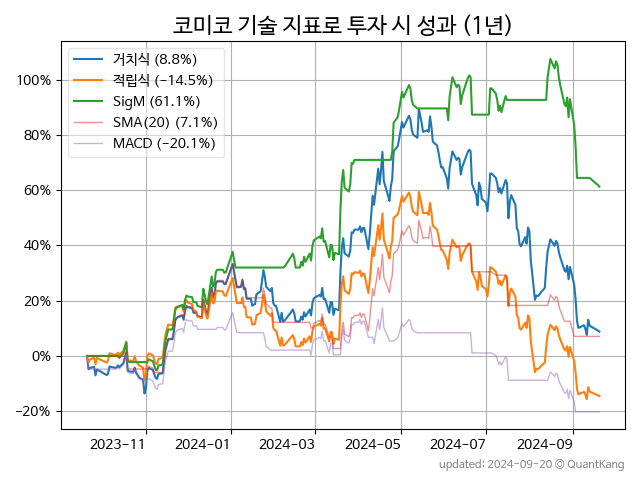 코미코 기술 지표로 투자 시 성과 (1년)
거치식 (8.8%)
적립식 (−14.5%)
SigM (61.1%)
SMA(20) (7.1%)
MACD (−20.1%)
100%
80%
60%
40%
20%
0%
−20%
2023-11 2024-01 2024-03 2024-05 2024-07 2024-09
updated: 2024-09-20 © QuantKang